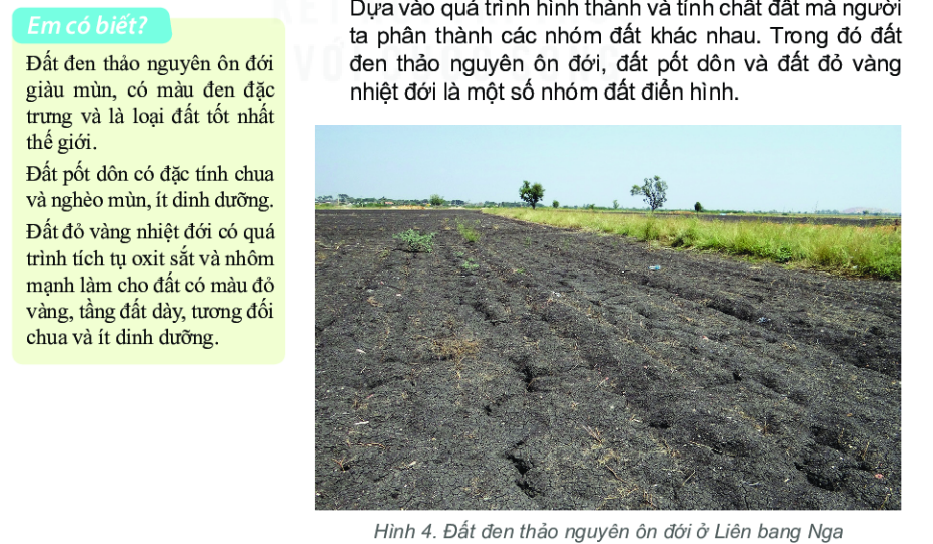 Em có biết?
Đất đen thảo nguyên ôn đới
giàu mùn, có màu đen đặc
trưng và là loại đất tốt nhất
thế giới.
Đất pốt dôn có đặc tính chua
và nghèo mùn, ít dinh dưỡng.
Đất đỏ vàng nhiệt đới có quá
trình tích tụ oxit sắt và nhôm
mạnh làm cho đất có màu đỏ
vàng, tầng đất dày, tương đối
chua và ít dinh dưỡng.
Dựa vào quá trình hình thành và tính chất đất mà người
ta phân thành các nhóm đất khác nhau. Trong đó đất
đen thảo nguyên ôn đới, đất pốt dôn và đất đỏ vàng
nhiệt đới là một số nhóm đất điển hình.
Hình 4. Đất đen thảo nguyên ôn đới ở Liên bang Nga